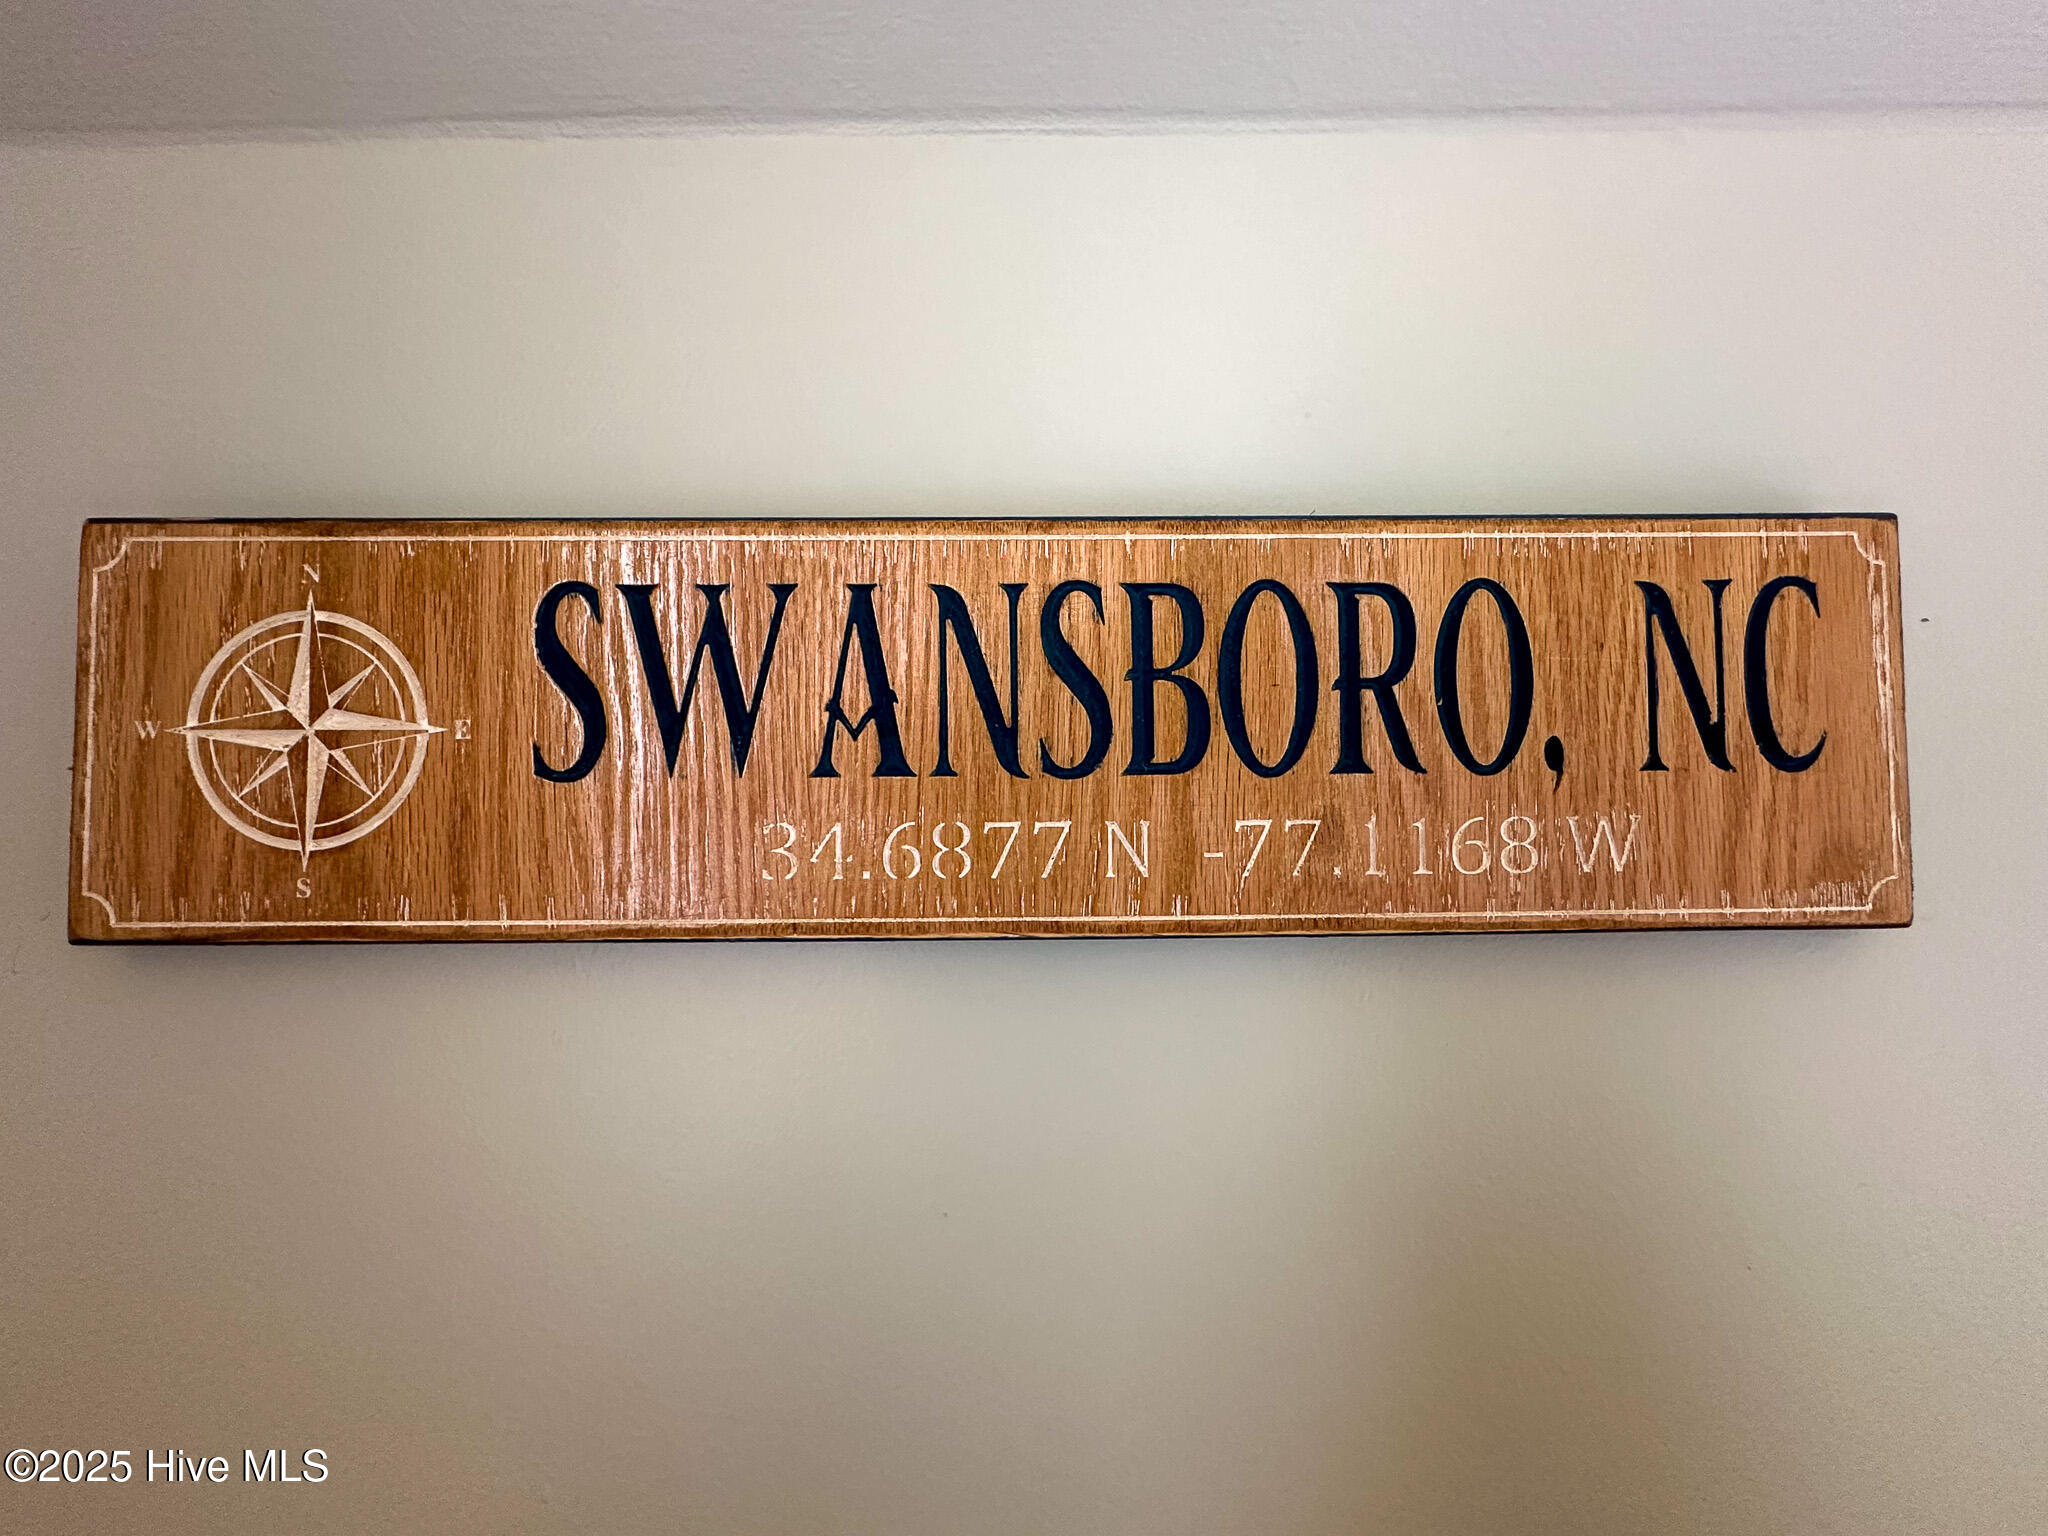 N
W E
S
SWANSBORO, NC
34.6877 N -77.1168 W
©2025 Hive MLS